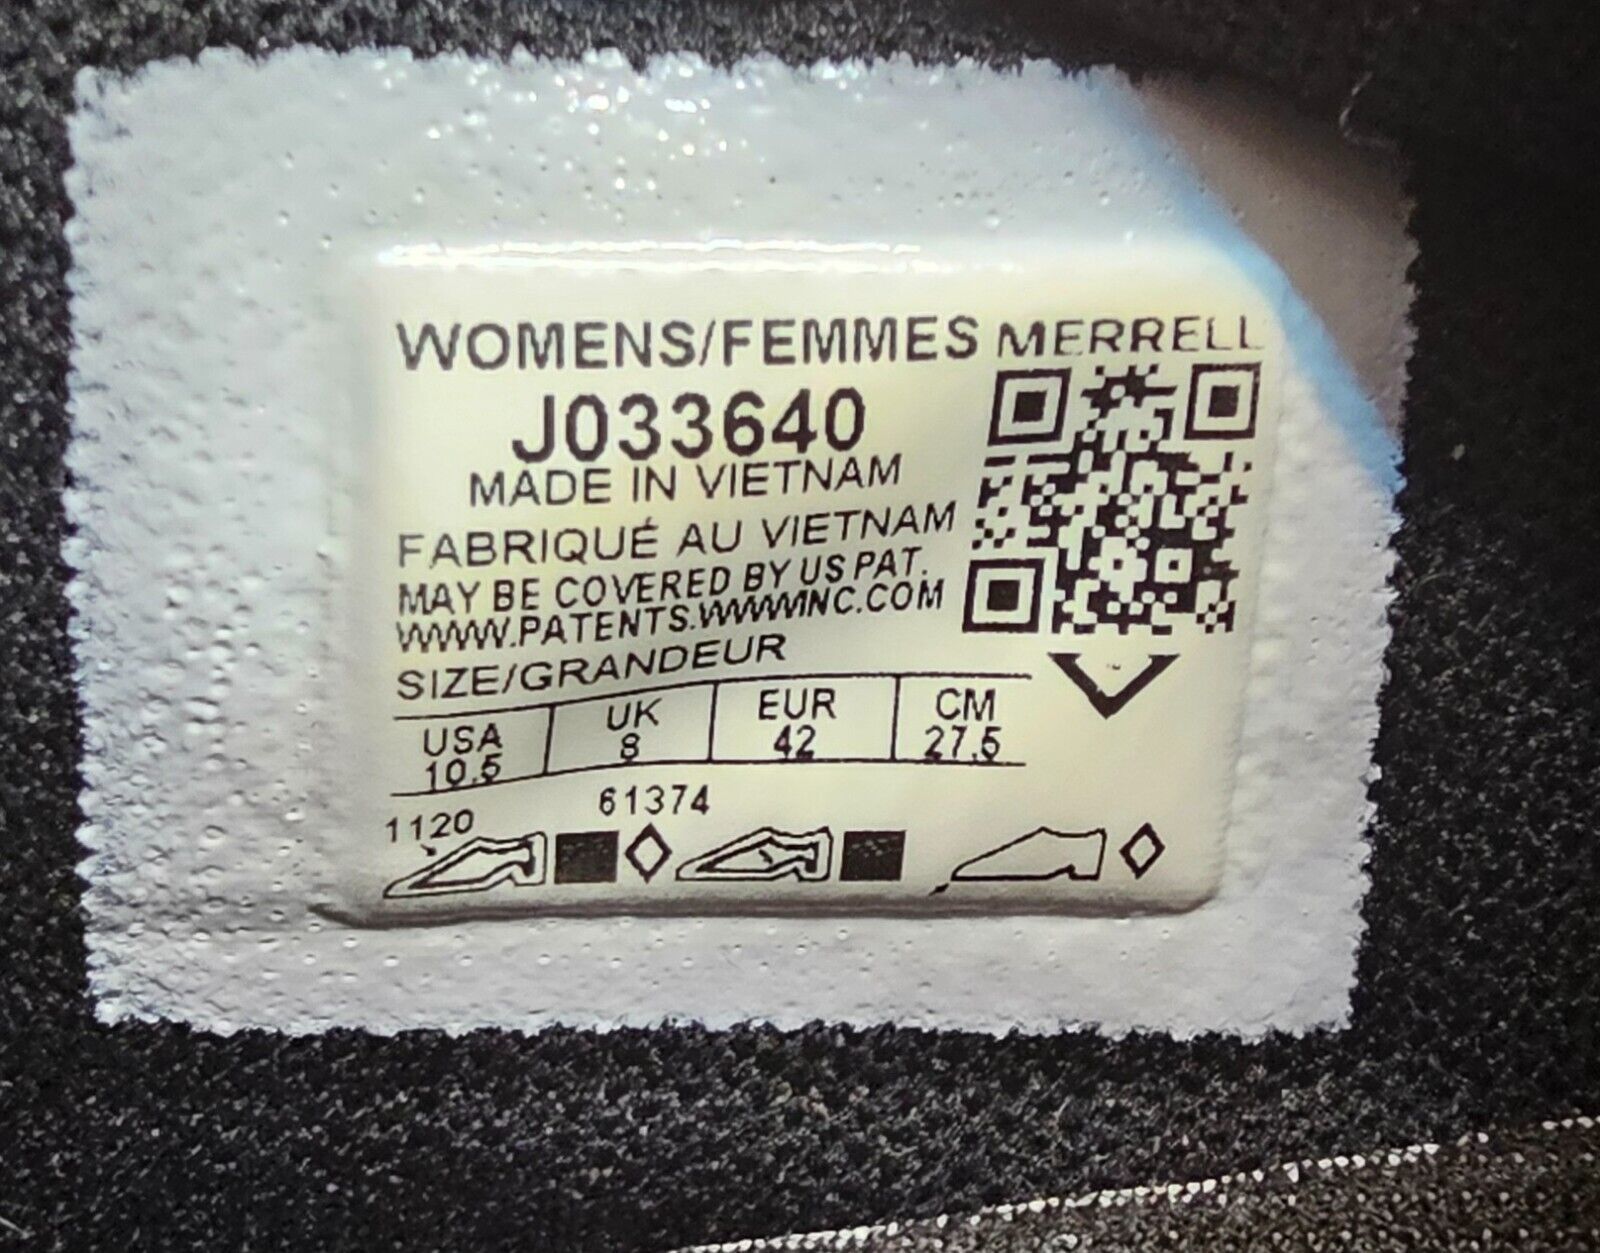 WOMENS/FEMMES MERRELL
J033640
MADE IN VIETNAM
FABRIQUÉ AU VIETNAM
MAY BE COVERED BY US PAT.
WWW.PATENTS.WWWINC.COM
SIZE/GRANDEUR
USA UK EUR CM
10.5 8 42 27.5
1120 61374